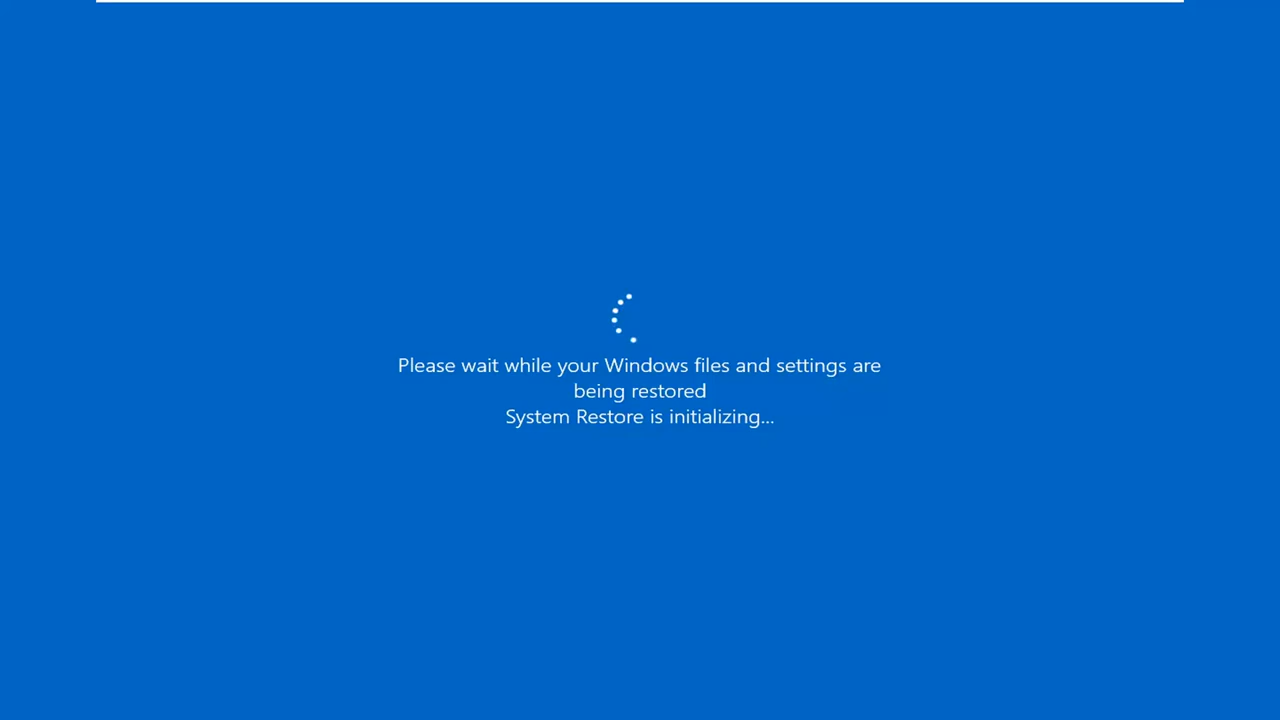 Please wait while your Windows files and settings are
being restored
System Restore is initializing...